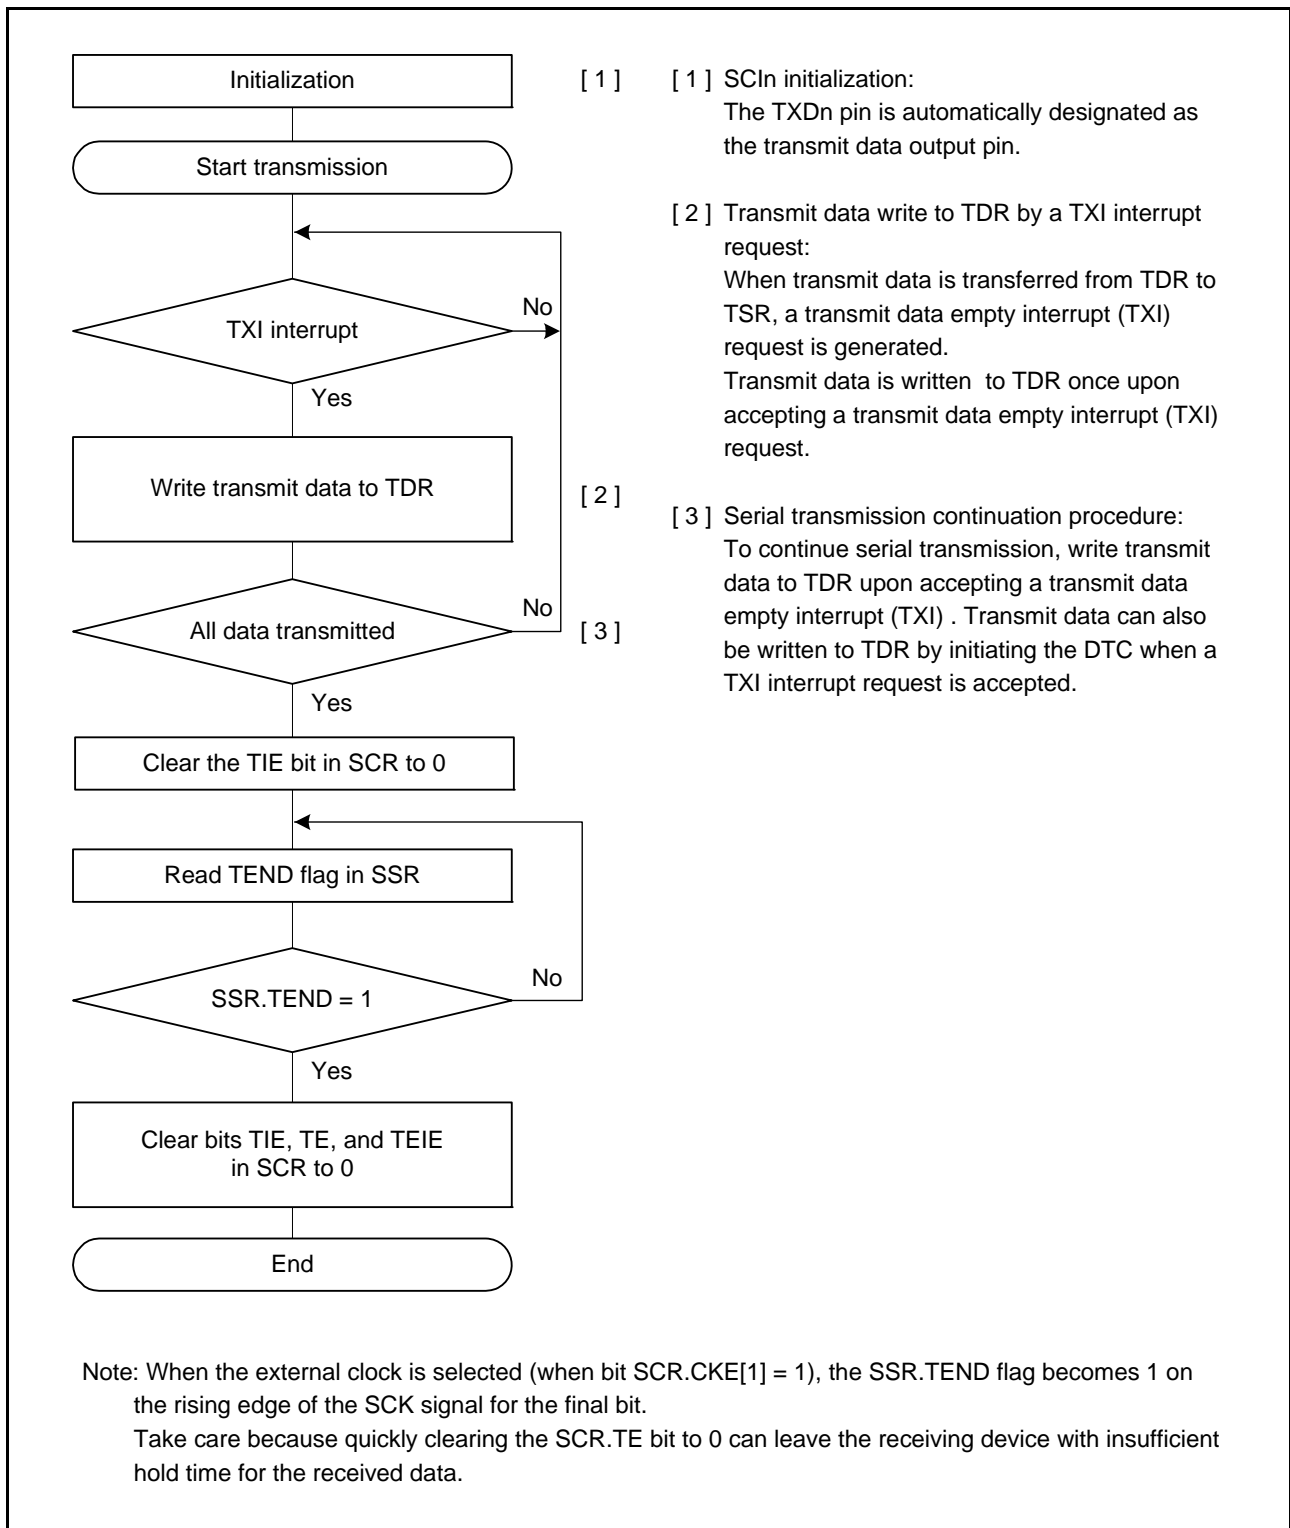 Initialization
[ 1 ]
Start transmission
TXI interrupt
No
Yes
Write transmit data to TDR
[ 2 ]
All data transmitted
No
[ 3 ]
Yes
Clear the TIE bit in SCR to 0
Read TEND flag in SSR
SSR.TEND = 1
No
Yes
Clear bits TIE, TE, and TEIE
in SCR to 0
End
[ 1 ] SCIn initialization:
The TXDn pin is automatically designated as
the transmit data output pin.
[ 2 ] Transmit data write to TDR by a TXI interrupt
request:
When transmit data is transferred from TDR to
TSR, a transmit data empty interrupt (TXI)
request is generated.
Transmit data is written  to TDR once upon
accepting a transmit data empty interrupt (TXI)
request.
[ 3 ] Serial transmission continuation procedure:
To continue serial transmission, write transmit
data to TDR upon accepting a transmit data
empty interrupt (TXI) . Transmit data can also
be written to TDR by initiating the DTC when a
TXI interrupt request is accepted.
Note: When the external clock is selected (when bit SCR.CKE[1] = 1), the SSR.TEND flag becomes 1 on
the rising edge of the SCK signal for the final bit.
Take care because quickly clearing the SCR.TE bit to 0 can leave the receiving device with insufficient
hold time for the received data.